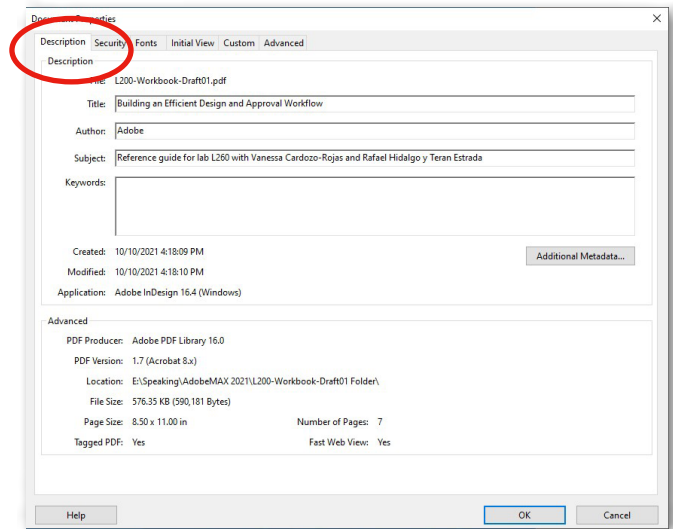 Document Properties
Description Security Fonts Initial View Custom Advanced
Description
File: L200-Workbook-Draft01.pdf
Title: Building an Efficient Design and Approval Workflow
Author: Adobe
Subject: Reference guide for lab L260 with Vanessa Cardozo-Rojas and Rafael Hidalgo y Teran Estrada
Keywords:
Created: 10/10/2021 4:18:09 PM
Additional Metadata...
Modified: 10/10/2021 4:18:10 PM
Application: Adobe InDesign 16.4 (Windows)
Advanced
PDF Producer: Adobe PDF Library 16.0
PDF Version: 1.7 (Acrobat 8.x)
Location: E:\Speaking\AdobeMAX 2021\L200-Workbook-Draft01 Folder\
File Size: 576.35 KB (590,181 Bytes)
Page Size: 8.50 x 11.00 in Number of Pages: 7
Tagged PDF: Yes Fast Web View: Yes
Help OK Cancel